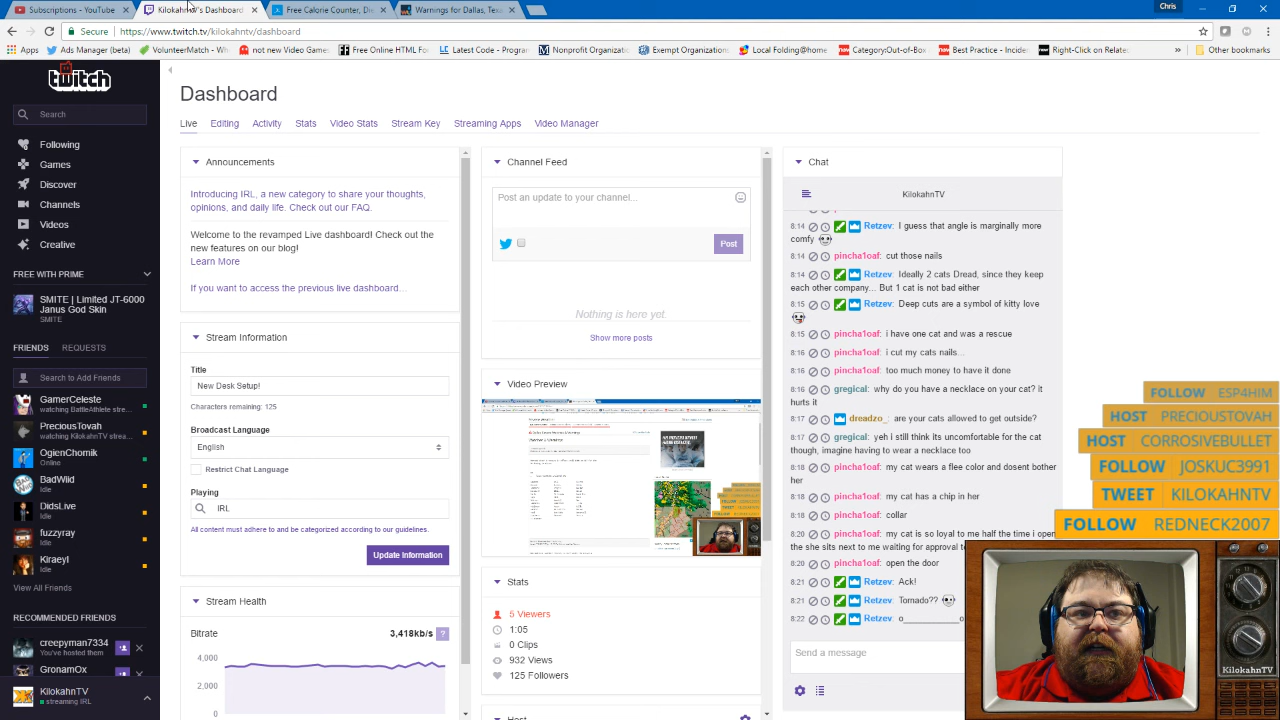 Subscriptions - YouTube
Kilokahn's Dashboard
Free Calorie Counter, Die
Warnings for Dallas, Texa
Chris
Secure
https://www.twitch.tv/kilokahntv/dashboard
Apps
VolunteerMatch - Wh
not new Video Games
Free Online HTML For
Latest Code - Program
Nonprofit Organizatio
Exempt Organizations
Local Folding@home
CategoryOut-of-Box
Best Practice - Inciden
Right-Click on Relate
Other bookmarks
twitch
Search
Following
Games
Discover
Channels
Videos
Creative
FREE WITH PRIME
SMITE | Limited JT-6000
Janus God Skin
SMITE
FRIENDS
REQUESTS
Search to Add Friends
GamerCeleste
watching BattleAthlete stre...
PreciousTovah
watching KilokahnTV strea...
OgienChomik
Online
BadWild
Idle
DidsLive
Idle
fuzzyray
Idle
Kiraeyl
Idle
View All Friends
RECOMMENDED FRIENDS
creepyman7334
You've hosted them
GronamOx
KilokahnTV
streaming IRL
Dashboard
Live
Editing
Activity
Stats
Video Stats
Stream Key
Streaming Apps
Video Manager
Announcements
Introducing IRL, a new category to share your thoughts,
opinions, and daily life. Check out our FAQ.
Welcome to the revamped Live dashboard! Check out the
new features on our blog!
Learn More
If you want to access the previous live dashboard...
Stream Information
Title
New Desk Setup!
Characters remaining: 125
Broadcast Language
English
Restrict Chat Language
Playing
IRL
All content must adhere to and be categorized according to our guidelines.
Update Information
Stream Health
Bitrate
3,418kb/s
?
4,000
2,000
0
Channel Feed
Post an update to your channel...
Post
Nothing is here yet.
Show more posts
Video Preview
Stats
5 Viewers
1:05
0 Clips
932 Views
125 Followers
Host
Chat
KilokahnTV
8:14 Retzev: I guess that angle is marginally more
comfy
8:14 pincha1oaf: cut those nails
8:14 Retzev: Ideally 2 cats Dread, since they keep
each other company... But 1 cat is not bad either
8:15 Retzev: Deep cuts are a symbol of kitty love
8:15 pincha1oaf: i have one cat and was a rescue
8:16 pincha1oaf: i cut my cats nails...
8:16 pincha1oaf: too much money to have it done
8:16 gregical: why do you have a necklace on your cat? It
hurts it
8:17 dreadzo_: are your cats allowed to get outside?
8:17 gregical: yeh i still think its uncomfortable for the cat
though, imagine having to wear a necklace too
8:18 pincha1oaf: my cat wears a flee color and dosent bother
her
8:18 pincha1oaf: my cat has a chip in her
8:18 pincha1oaf: collar
pincha1oaf: my cat is so loyal to me half the time i open
the she sits next to me waiting for approval
8:20 pincha1oaf: open the door
8:21 Retzev: Ack!
8:21 Retzev: Tornado??
8:22 Retzev: o____________o
Send a message
FOLLOW ESP4HIM
HOST PRECIOUSTOVAH
HOST CORROSIVEBULLET
FOLLOW JOSKUC3991
TWEET KILOKAHNTV
FOLLOW REDNECK2007
KilokahnTV